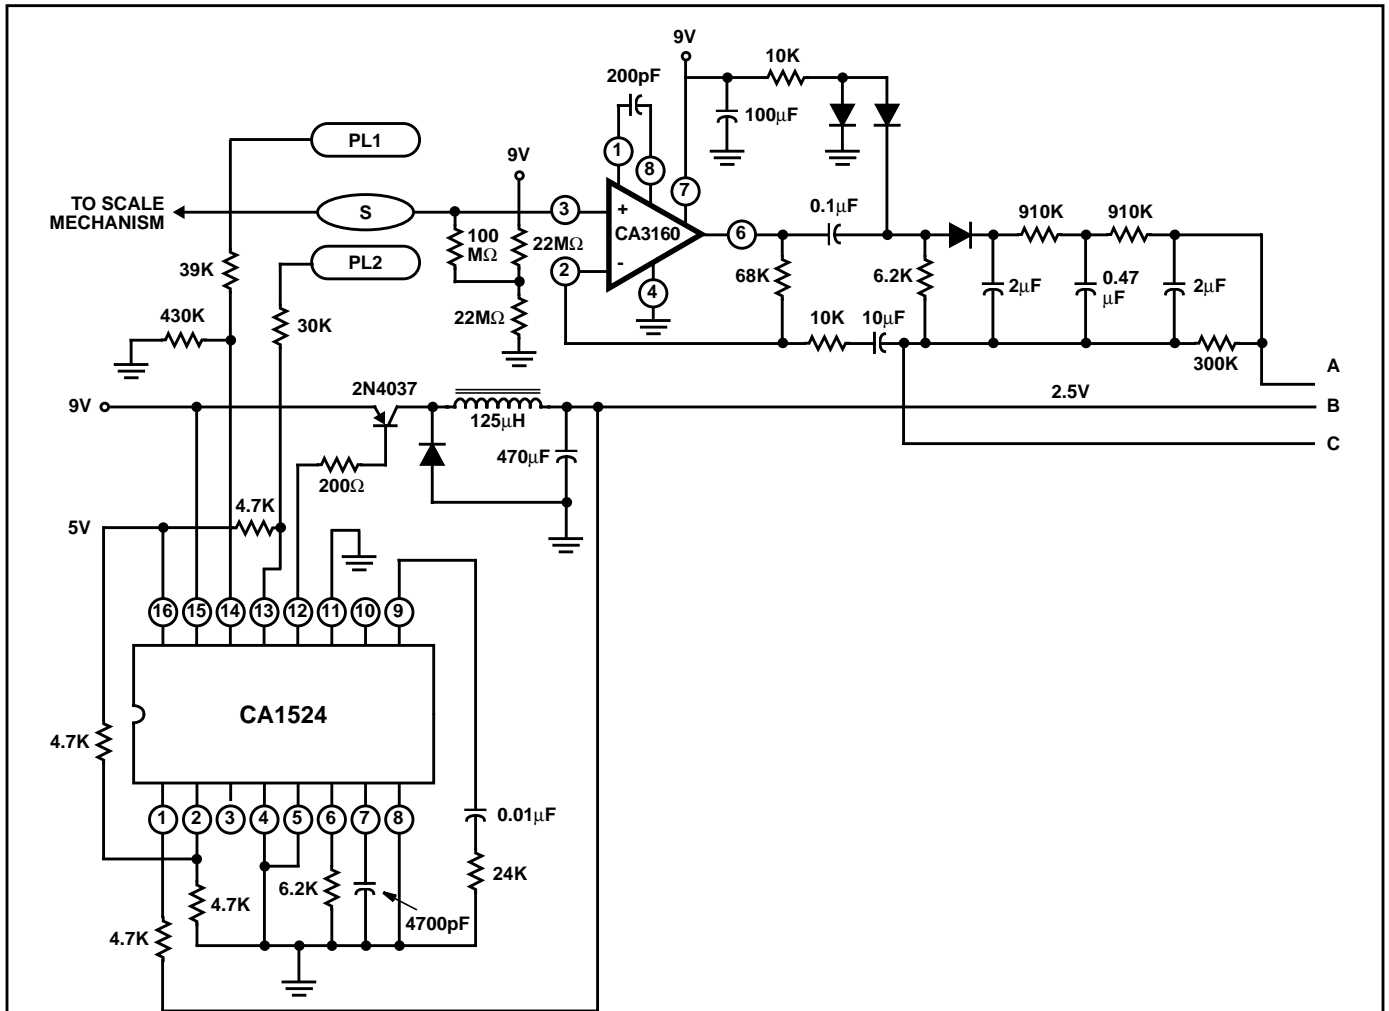 9V
10K
200pF
100µF
PL1
1
8
7
9V
TO SCALE
MECHANISM
S
3
+
CA3160
-
6
0.1µF
910K
910K
100
MΩ
22MΩ
2
4
68K
6.2K
2µF
0.47
µF
2µF
PL2
39K
22MΩ
430K
30K
10K
10µF
300K
A
2N4037
9V
125µH
2.5V
B
470µF
C
200Ω
4.7K
5V
16
15
14
13
12
11
10
9
CA1524
4.7K
1
2
3
4
5
6
7
8
0.01µF
24K
6.2K
4.7K
4700pF
4.7K